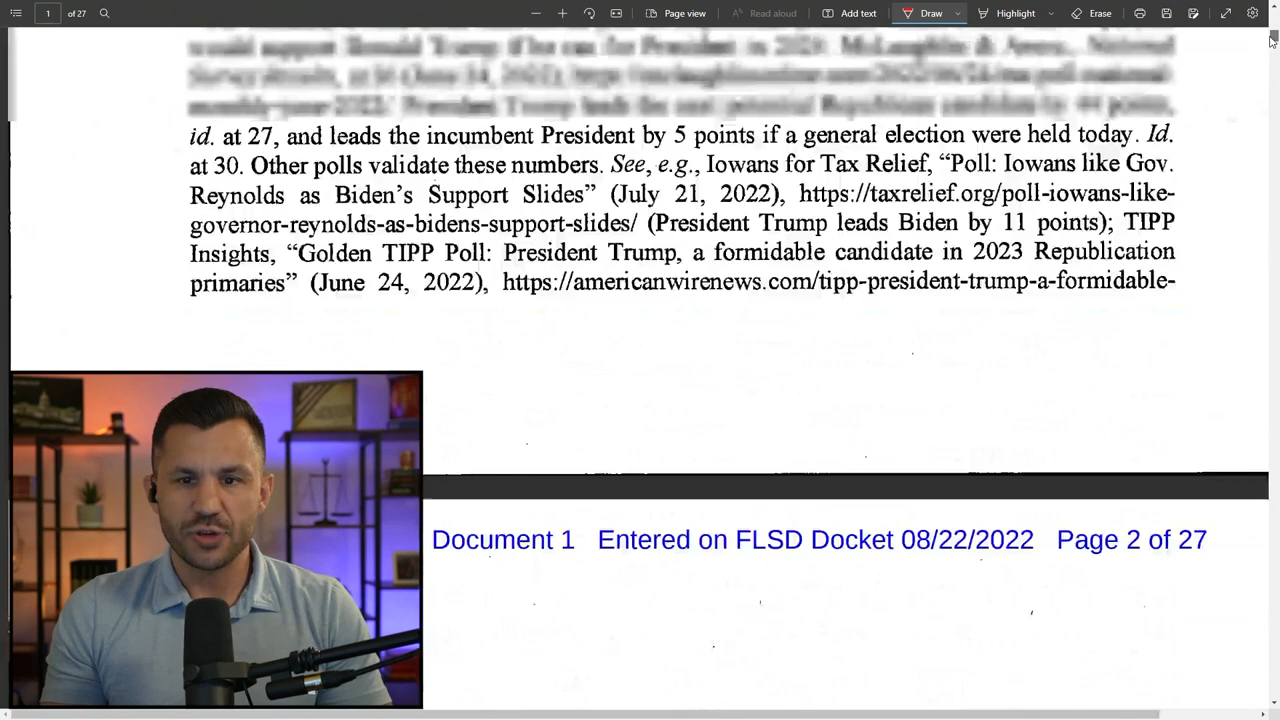 1 of 27 Page view Read aloud Add text Draw Highlight Erase
id. at 27, and leads the incumbent President by 5 points if a general election were held today. Id.
at 30. Other polls validate these numbers. See, e.g., Iowans for Tax Relief, “Poll: Iowans like Gov.
Reynolds as Biden’s Support Slides” (July 21, 2022), https://taxrelief.org/poll-iowans-like-
governor-reynolds-as-bidens-support-slides/ (President Trump leads Biden by 11 points); TIPP
Insights, “Golden TIPP Poll: President Trump, a formidable candidate in 2023 Republication
primaries” (June 24, 2022), https://americanwirenews.com/tipp-president-trump-a-formidable-
Document 1 Entered on FLSD Docket 08/22/2022 Page 2 of 27